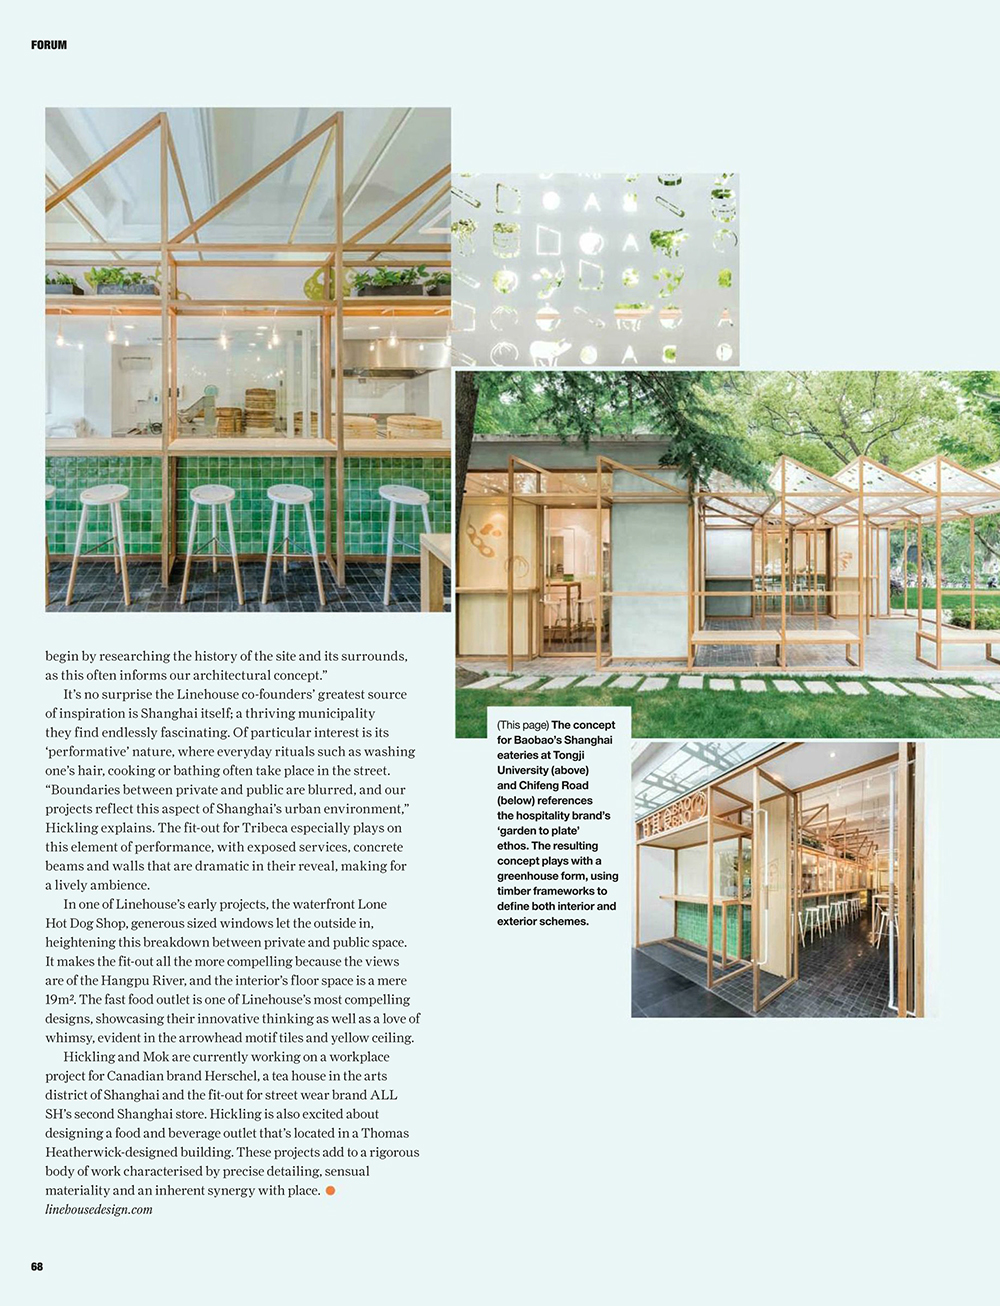 FORUM
begin by researching the history of the site and its surrounds,
as this often informs our architectural concept.”
It’s no surprise the Linehouse co-founders’ greatest source
of inspiration is Shanghai itself; a thriving municipality
they find endlessly fascinating. Of particular interest is its
‘performative’ nature, where everyday rituals such as washing
one’s hair, cooking or bathing often take place in the street.
“Boundaries between private and public are blurred, and our
projects reflect this aspect of Shanghai’s urban environment,”
Hickling explains. The fit-out for Tribeca especially plays on
this element of performance, with exposed services, concrete
beams and walls that are dramatic in their reveal, making for
a lively ambience.
In one of Linehouse’s early projects, the waterfront Lone
Hot Dog Shop, generous sized windows let the outside in,
heightening this breakdown between private and public space.
It makes the fit-out all the more compelling because the views
are of the Hangpu River, and the interior’s floor space is a mere
19m². The fast food outlet is one of Linehouse’s most compelling
designs, showcasing their innovative thinking as well as a love of
whimsy, evident in the arrowhead motif tiles and yellow ceiling.
Hickling and Mok are currently working on a workplace
project for Canadian brand Herschel, a tea house in the arts
district of Shanghai and the fit-out for street wear brand ALL
SH’s second Shanghai store. Hickling is also excited about
designing a food and beverage outlet that’s located in a Thomas
Heatherwick-designed building. These projects add to a rigorous
body of work characterised by precise detailing, sensual
materiality and an inherent synergy with place.
linehousedesign.com
(This page) The concept
for Baobao’s Shanghai
eateries at Tongji
University (above)
and Chifeng Road
(below) references
the hospitality brand’s
‘garden to plate’
ethos. The resulting
concept plays with a
greenhouse form, using
timber frameworks to
define both interior and
exterior schemes.
68